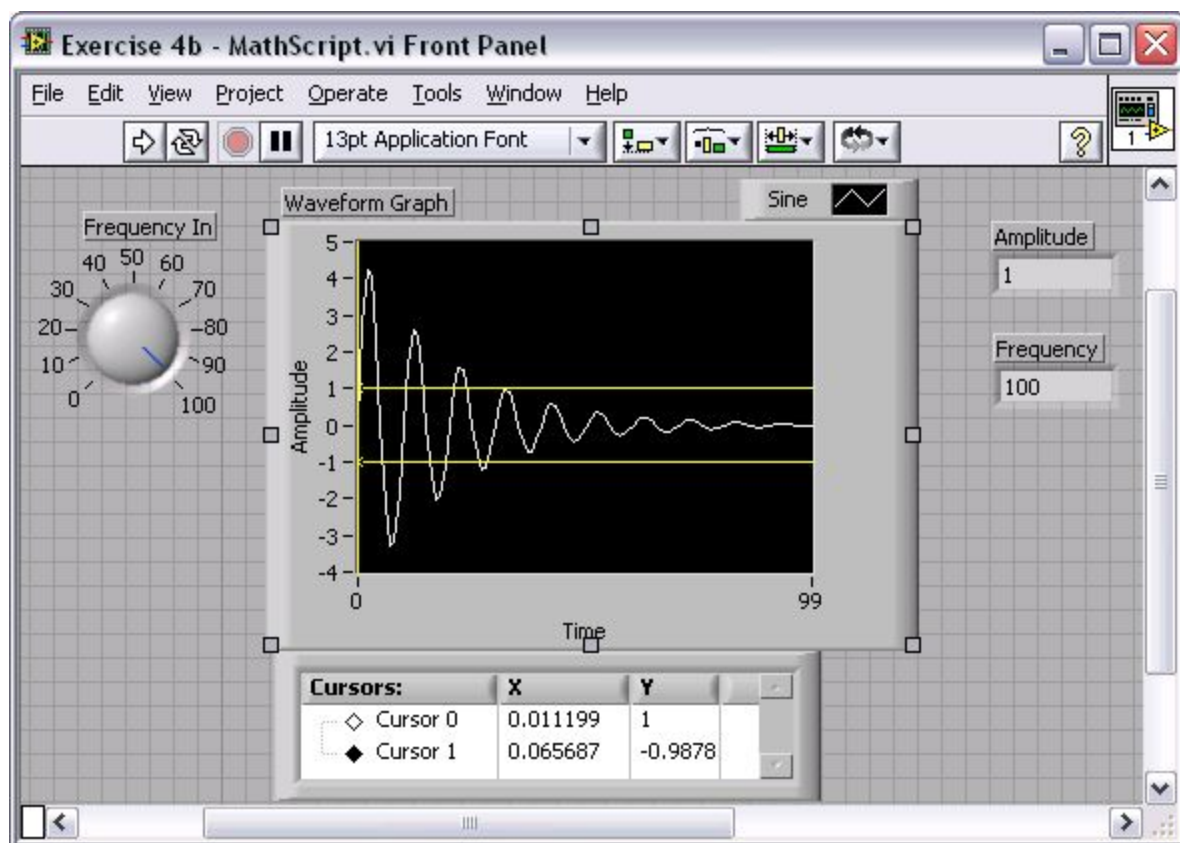 Exercise 4b - MathScript.vi Front Panel
File Edit View Project Operate Tools Window Help
13pt Application Font
1
Frequency In
0 10 20 30 40 50 60 70 80 90 100
Waveform Graph
Sine
Amplitude
5
4
3
2
1
0
-1
-2
-3
-4
0 99
Time
Amplitude
1
Frequency
100
Cursors: X Y
Cursor 0 0.011199 1
Cursor 1 0.065687 -0.9878